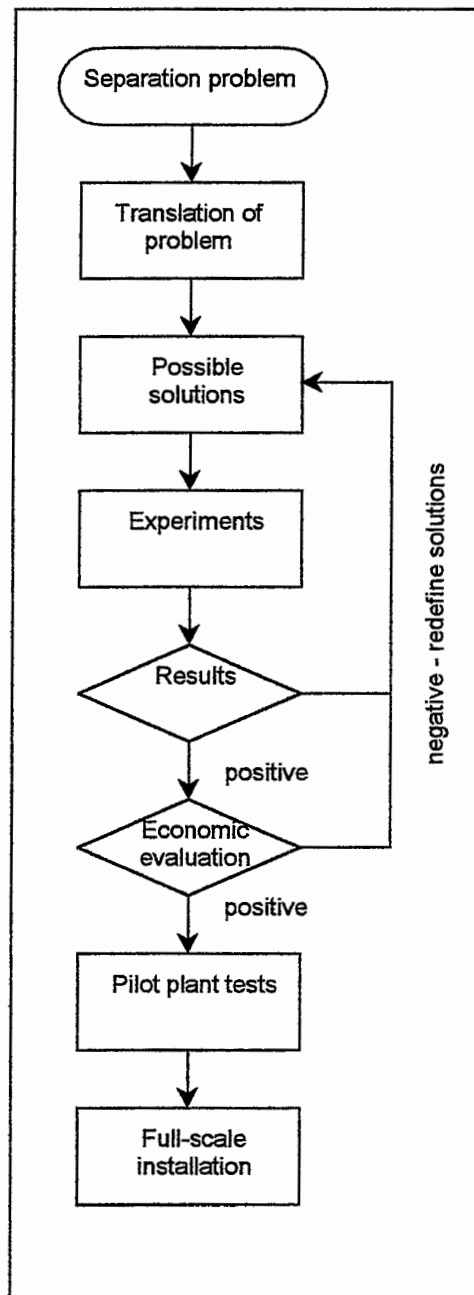 Separation problem
Translation of
problem
Possible
solutions
Experiments
Results
positive
Economic
evaluation
positive
Pilot plant tests
Full-scale
installation
negative - redefine solutions